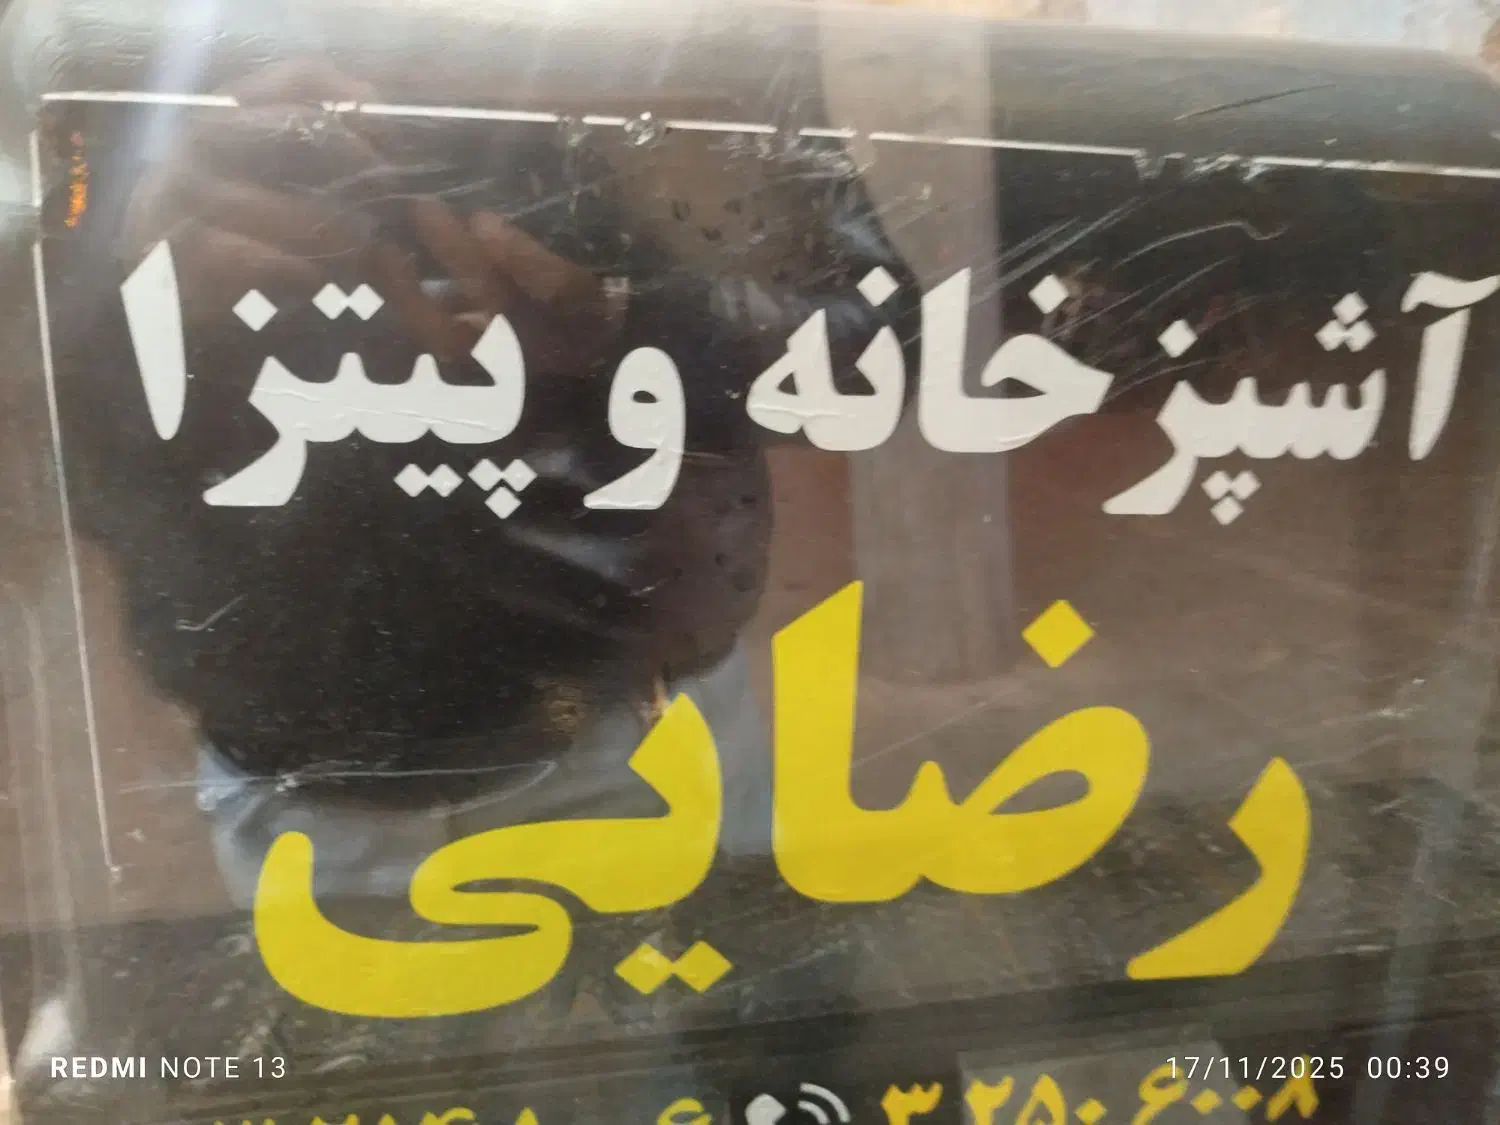 آشپزخانه و پیتزا
رضایی
REDMI NOTE 13
17/11/2025 00:39